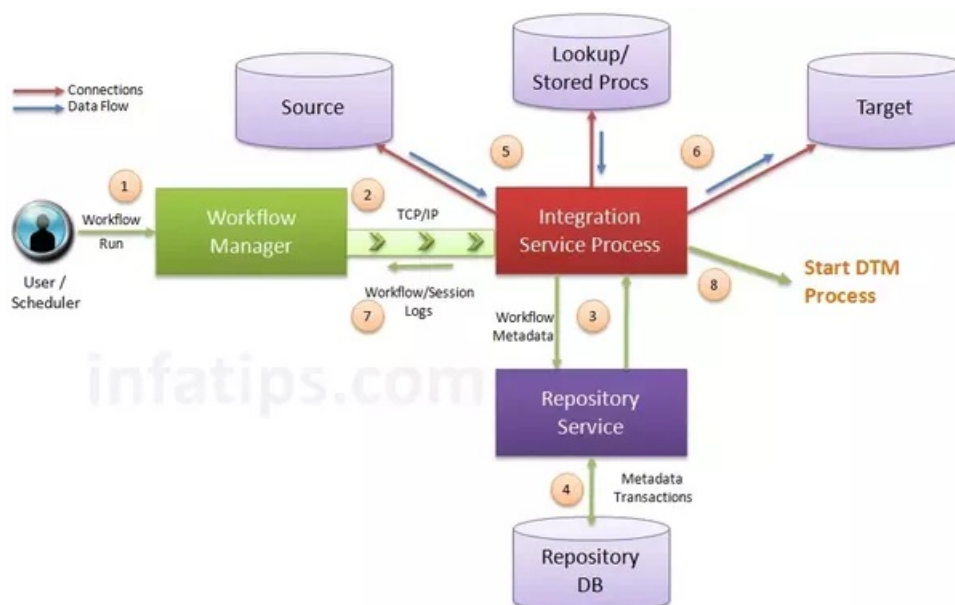 Connections
Data Flow
Source
Lookup/
Stored Procs
Target
1
2
5
6
Workflow
Run
Workflow
Manager
TCP/IP
Integration
Service Process
User /
Scheduler
7
Workflow/Session
Logs
8
Start DTM
Process
Workflow
Metadata
3
infatips.com
Repository
Service
4
Metadata
Transactions
Repository
DB